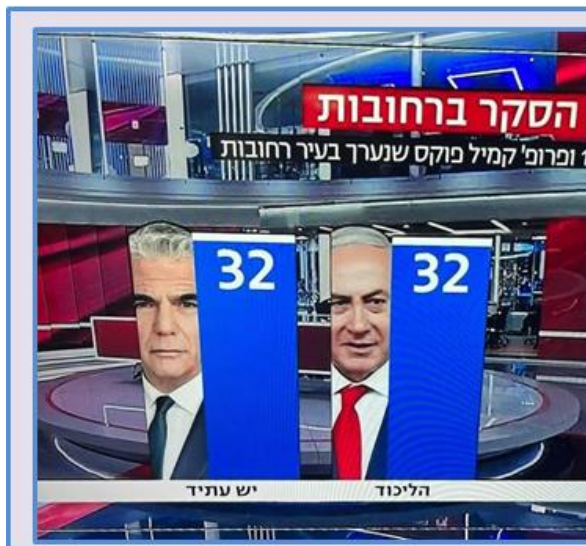 הסקר ברחובות
ופרופ' קמיל פוקס שנערך בעיר רחובות
32 32
הליכוד יש עתיד